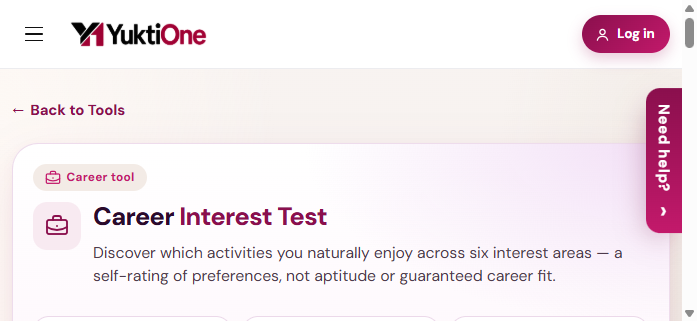 YuktiOne
Log in
← Back to Tools
Need help?
Career tool
Career Interest Test
Discover which activities you naturally enjoy across six interest areas — a
self-rating of preferences, not aptitude or guaranteed career fit.